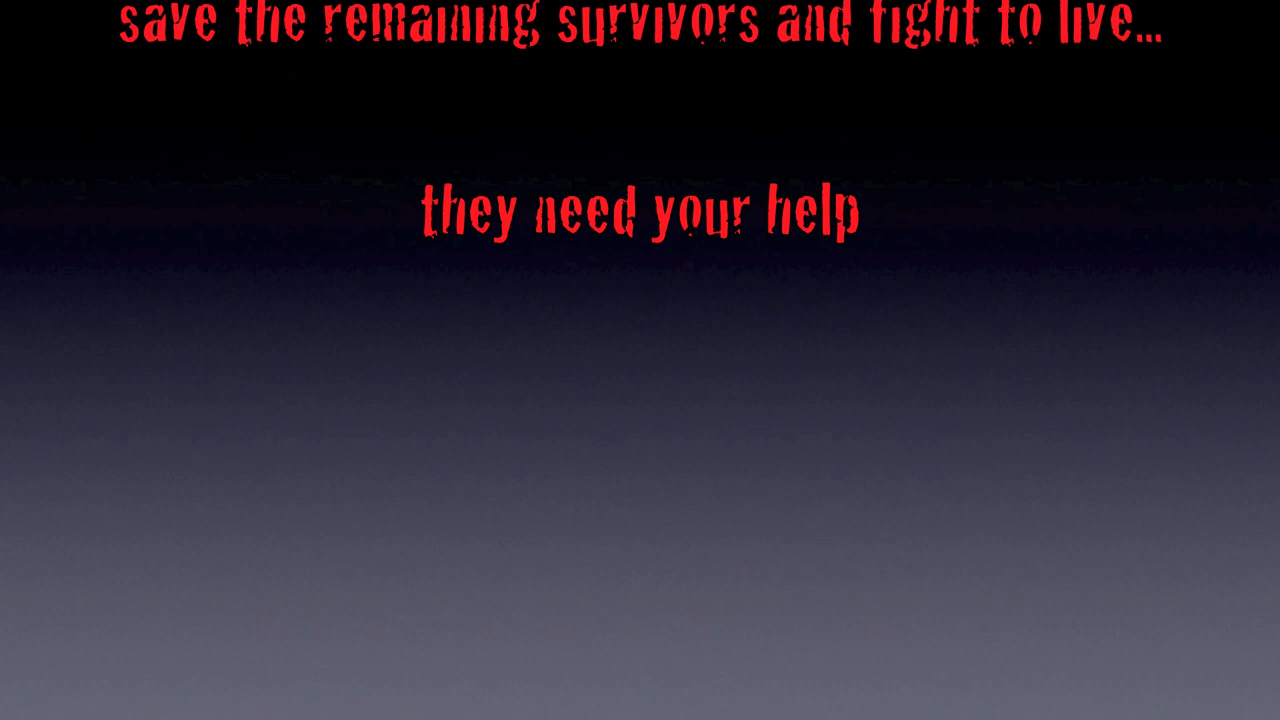 save the remaining survivors and fight to live...
they need your help